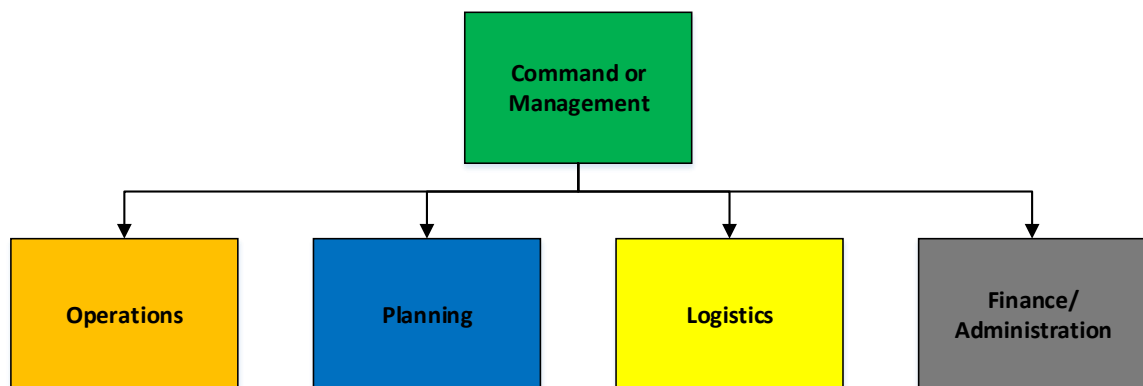 Command or
Management
Operations
Planning
Logistics
Finance/
Administration